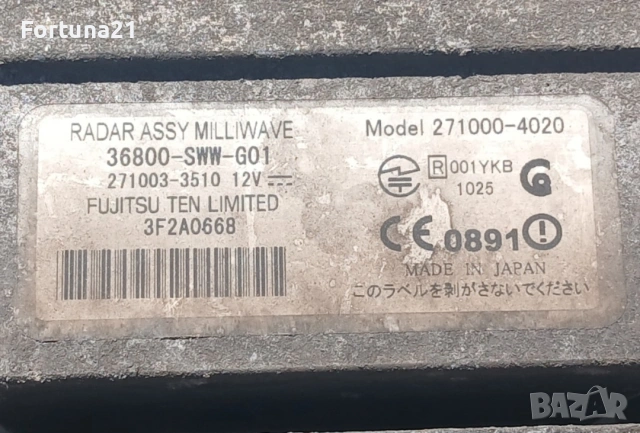 Fortuna21
RADAR ASSY MILLIWAVE
36800-SWW-G01
271003-3510 12V
FUJITSU TEN LIMITED
3F2A0668
Model 271000-4020
R 001YKB
1025
CE 0891
MADE IN JAPAN
このラベルを剥がさないでください
BAZAR